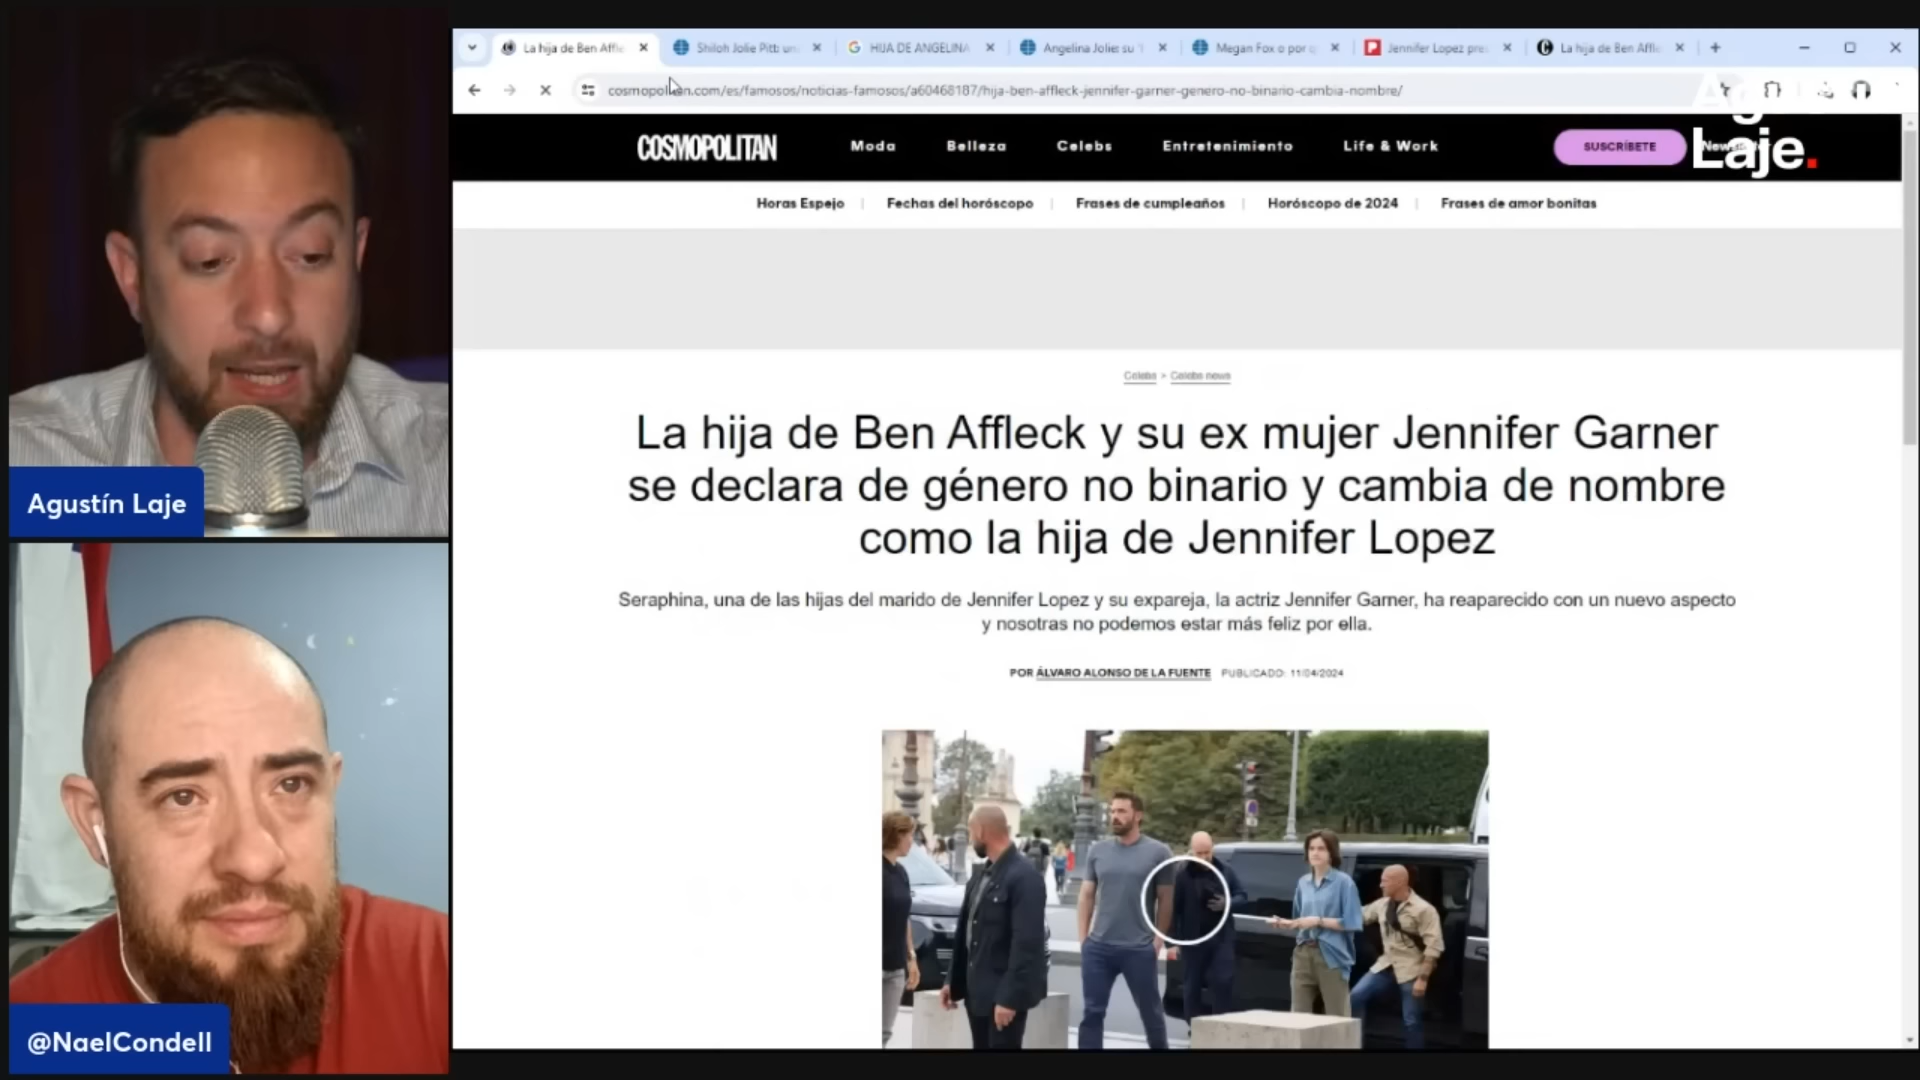 La hija de Ben Affle
Shiloh Jolie Pitt: un
HIJA DE ANGELINA
Angelina Jolie: su
Megan Fox o por q
Jennifer Lopez pre
La hija de Ben Affle
cosmopolitan.com/es/famosos/noticias-famosos/a60468187/hija-ben-affleck-jennifer-garner-genero-no-binario-cambia-nombre/
COSMOPOLITAN
Moda
Belleza
Celebs
Entretenimiento
Life & Work
SUSCRÍBETE
Laje.
Horas Espejo
Fechas del horóscopo
Frases de cumpleaños
Horóscopo de 2024
Frases de amor bonitas
Celebs > Celebs news
La hija de Ben Affleck y su ex mujer Jennifer Garner
se declara de género no binario y cambia de nombre
como la hija de Jennifer Lopez
Seraphina, una de las hijas del marido de Jennifer Lopez y su expareja, la actriz Jennifer Garner, ha reaparecido con un nuevo aspecto
y nosotras no podemos estar más feliz por ella.
POR ÁLVARO ALONSO DE LA FUENTE PUBLICADO: 11/04/2024
Agustín Laje
@NaelCondell